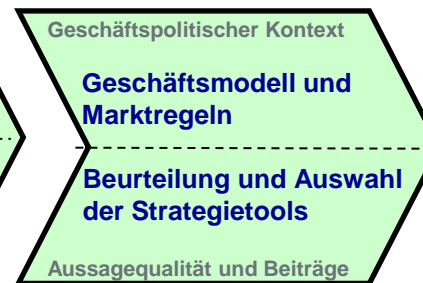 Geschäftspolitischer Kontext
Geschäftsmodell und
Marktregeln
Beurteilung und Auswahl
der Strategietools
Aussagequalität und Beiträge